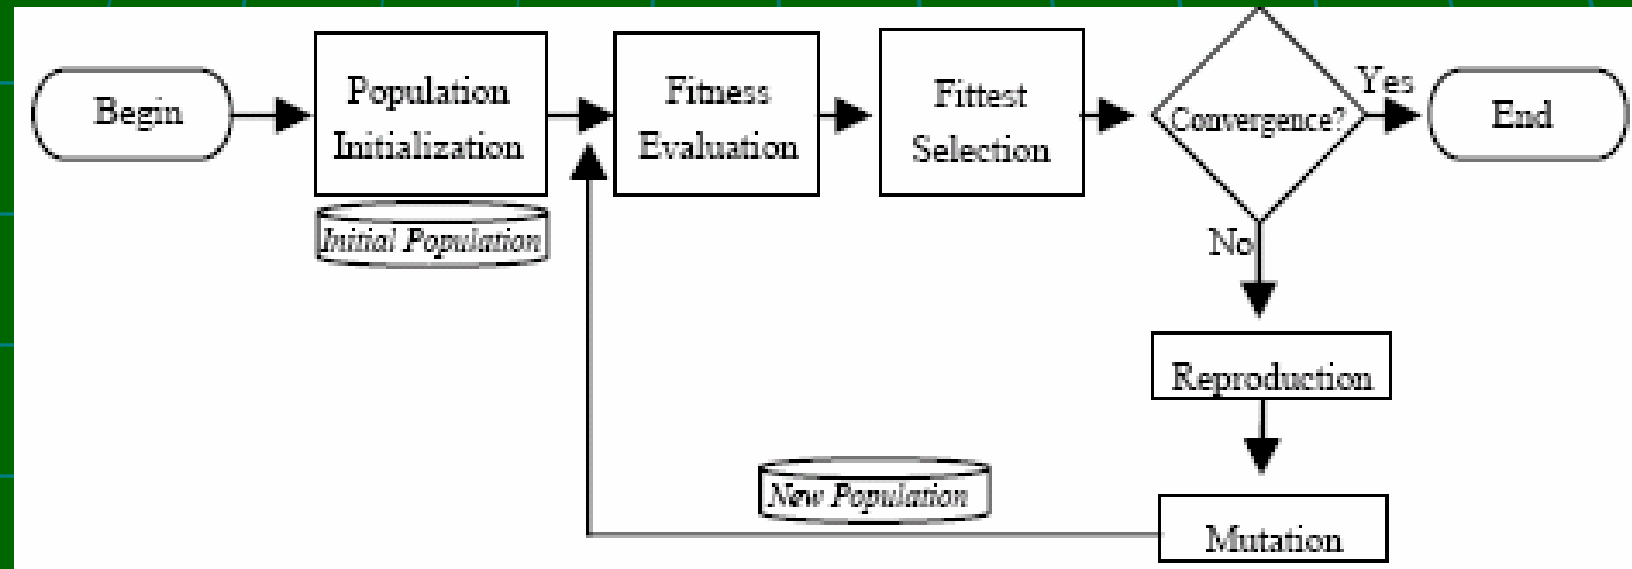 Begin
Population
Initialization
Initial Population
Fitness
Evaluation
Fittest
Selection
Convergence?
Yes
End
No
Reproduction
Mutation
New Population